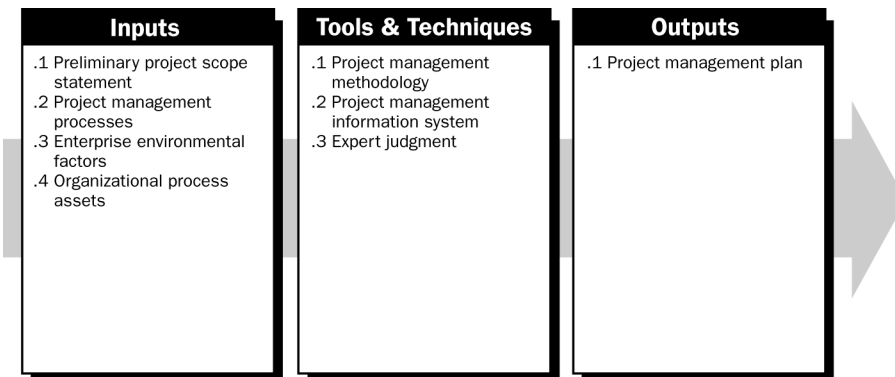 Inputs
.1 Preliminary project scope
statement
.2 Project management
processes
.3 Enterprise environmental
factors
.4 Organizational process
assets
Tools & Techniques
.1 Project management
methodology
.2 Project management
information system
.3 Expert judgment
Outputs
.1 Project management plan